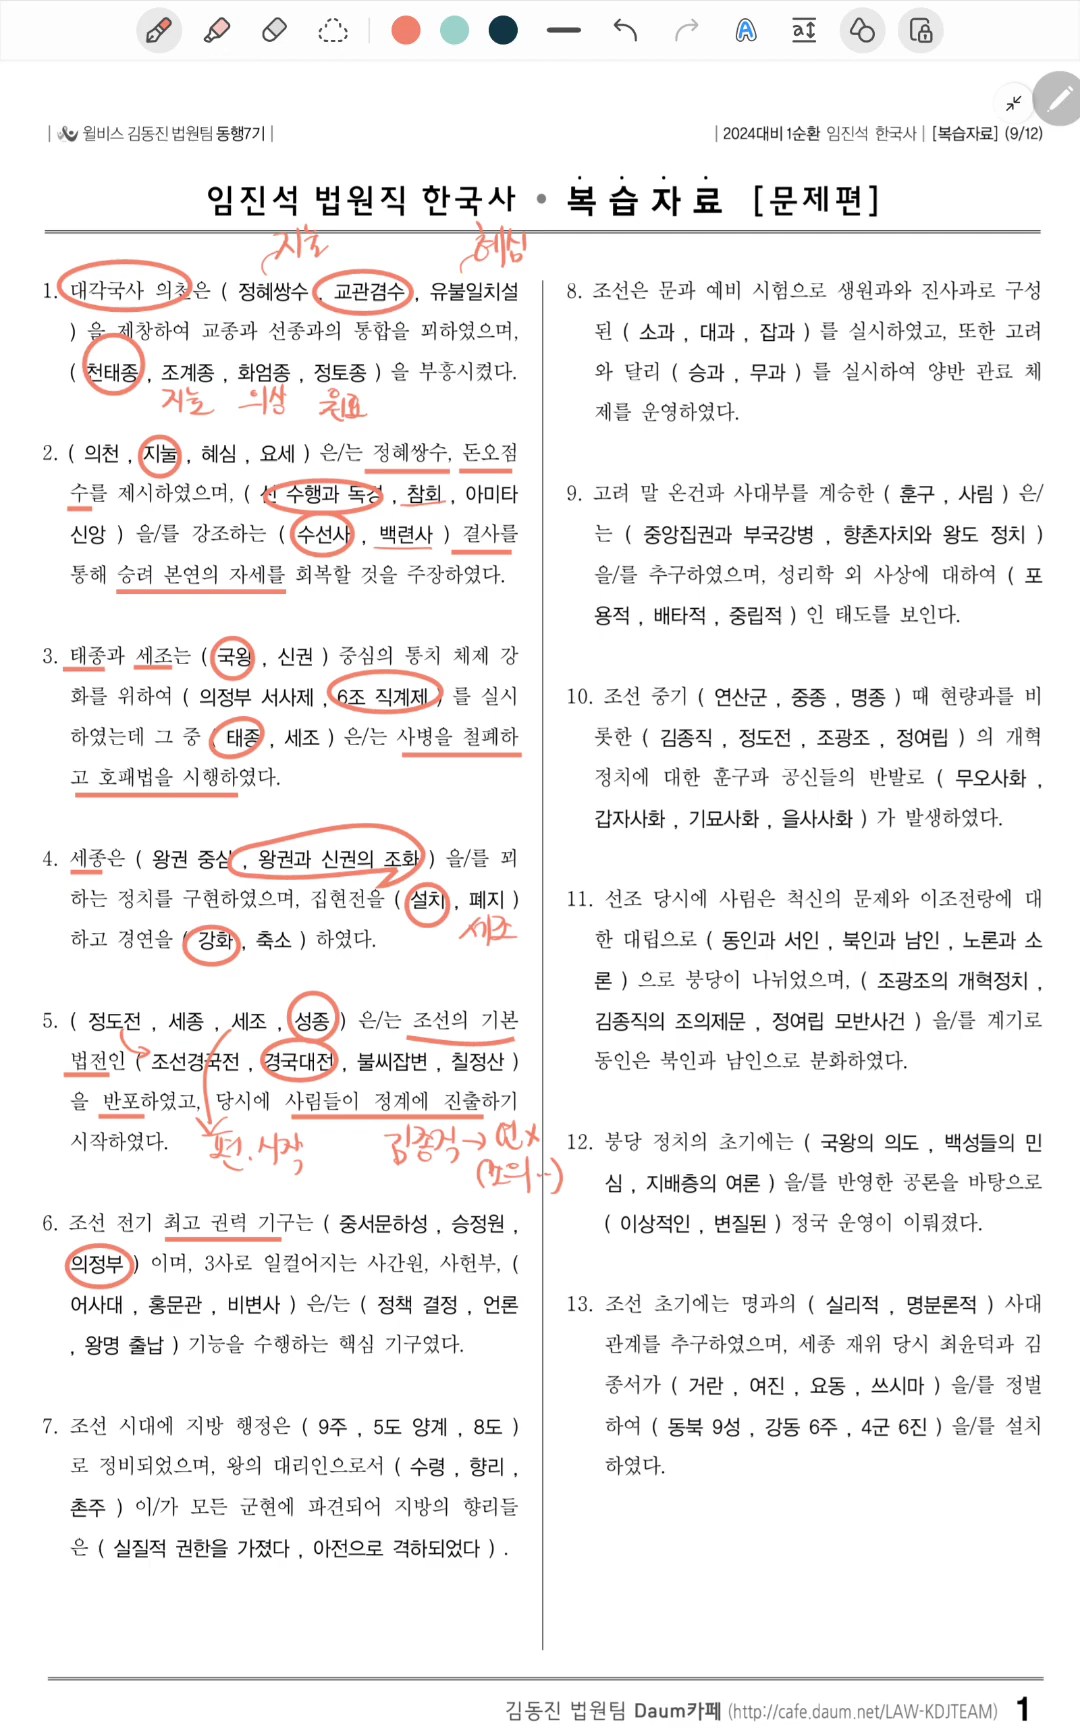 윌비스 김동진 법원팀 동행7기
2024대비 1순환 임진석 한국사 | [복습자료] (9/12)
임진석 법원직 한국사 • 복습자료 [문제편]
지눌
혜심
1. 대각국사 의천은 ( 정혜쌍수 , 교관겸수 , 유불일치설
) 을 제창하여 교종과 선종과의 통합을 꾀하였으며,
( 천태종 , 조계종 , 화엄종 , 정토종 ) 을 부흥시켰다.
지눌 의상 원효
2. ( 의천 , 지눌 , 혜심 , 요세 ) 은/는 정혜쌍수, 돈오점
수를 제시하였으며, ( 선 수행과 독경 , 참회 , 아미타
신앙 ) 을/를 강조하는 ( 수선사 , 백련사 ) 결사를
통해 승려 본연의 자세를 회복할 것을 주장하였다.
3. 태종과 세조는 ( 국왕 , 신권 ) 중심의 통치 체제 강
화를 위하여 ( 의정부 서사제 , 6조 직계제 ) 를 실시
하였는데 그 중 ( 태종 , 세조 ) 은/는 사병을 철폐하
고 호패법을 시행하였다.
4. 세종은 ( 왕권 중심 , 왕권과 신권의 조화 ) 을/를 꾀
하는 정치를 구현하였으며, 집현전을 ( 설치 , 폐지 )
하고 경연을 ( 강화 , 축소 ) 하였다.
세조
5. ( 정도전 , 세종 , 세조 , 성종 ) 은/는 조선의 기본
법전인 ( 조선경국전 , 경국대전 , 불씨잡변 , 칠정산 )
을 반포하였고, 당시에 사림들이 정계에 진출하기
시작하였다.
편.시작
김종직→
(조의..)
6. 조선 전기 최고 권력 기구는 ( 중서문하성 , 승정원 ,
의정부 ) 이며, 3사로 일컬어지는 사간원, 사헌부, (
어사대 , 홍문관 , 비변사 ) 은/는 ( 정책 결정 , 언론
, 왕명 출납 ) 기능을 수행하는 핵심 기구였다.
7. 조선 시대에 지방 행정은 ( 9주 , 5도 양계 , 8도 )
로 정비되었으며, 왕의 대리인으로서 ( 수령 , 향리 ,
촌주 ) 이/가 모든 군현에 파견되어 지방의 향리들
은 ( 실질적 권한을 가졌다 , 아전으로 격하되었다 ) .
8. 조선은 문과 예비 시험으로 생원과와 진사과로 구성
된 ( 소과 , 대과 , 잡과 ) 를 실시하였고, 또한 고려
와 달리 ( 승과 , 무과 ) 를 실시하여 양반 관료 체
제를 운영하였다.
9. 고려 말 온건파 사대부를 계승한 ( 훈구 , 사림 ) 은/
는 ( 중앙집권과 부국강병 , 향촌자치와 왕도 정치 )
을/를 추구하였으며, 성리학 외 사상에 대하여 ( 포
용적 , 배타적 , 중립적 ) 인 태도를 보인다.
10. 조선 중기 ( 연산군 , 중종 , 명종 ) 때 현량과를 비
롯한 ( 김종직 , 정도전 , 조광조 , 정여립 ) 의 개혁
정치에 대한 훈구파 공신들의 반발로 ( 무오사화 ,
갑자사화 , 기묘사화 , 을사사화 ) 가 발생하였다.
11. 선조 당시에 사림은 척신의 문제와 이조전랑에 대
한 대립으로 ( 동인과 서인 , 북인과 남인 , 노론과 소
론 ) 으로 붕당이 나뉘었으며, ( 조광조의 개혁정치 ,
김종직의 조의제문 , 정여립 모반사건 ) 을/를 계기로
동인은 북인과 남인으로 분화하였다.
12. 붕당 정치의 초기에는 ( 국왕의 의도 , 백성들의 민
심 , 지배층의 여론 ) 을/를 반영한 공론을 바탕으로
( 이상적인 , 변질된 ) 정국 운영이 이뤄졌다.
13. 조선 초기에는 명과의 ( 실리적 , 명분론적 ) 사대
관계를 추구하였으며, 세종 재위 당시 최윤덕과 김
종서가 ( 거란 , 여진 , 요동 , 쓰시마 ) 을/를 정벌
하여 ( 동북 9성 , 강동 6주 , 4군 6진 ) 을/를 설치
하였다.
김동진 법원팀 Daum카페 (http://cafe.daum.net/LAW-KDJTEAM) 1